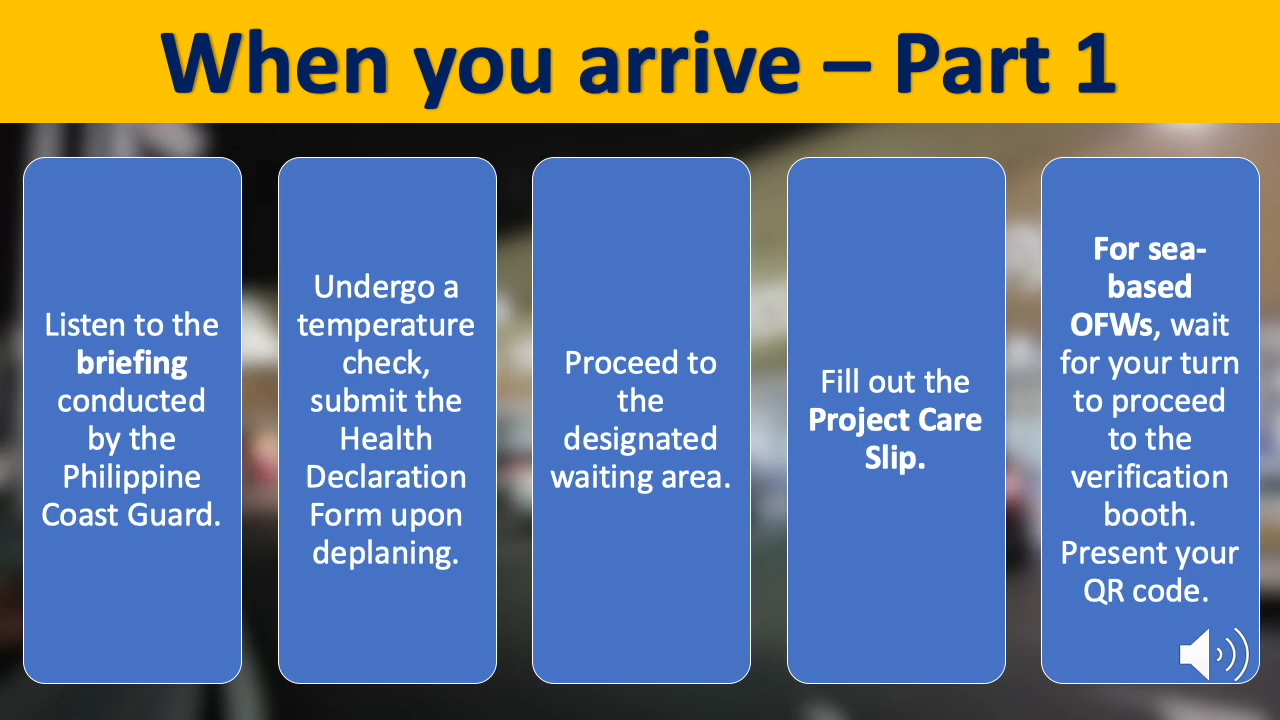 When you arrive – Part 1
Listen to the
briefing
conducted
by the
Philippine
Coast Guard.
Undergo a
temperature
check,
submit the
Health
Declaration
Form upon
deplaning.
Proceed to
the
designated
waiting area.
Fill out the
Project Care
Slip.
For sea-
based
OFWs, wait
for your turn
to proceed
to the
verification
booth.
Present your
QR code.